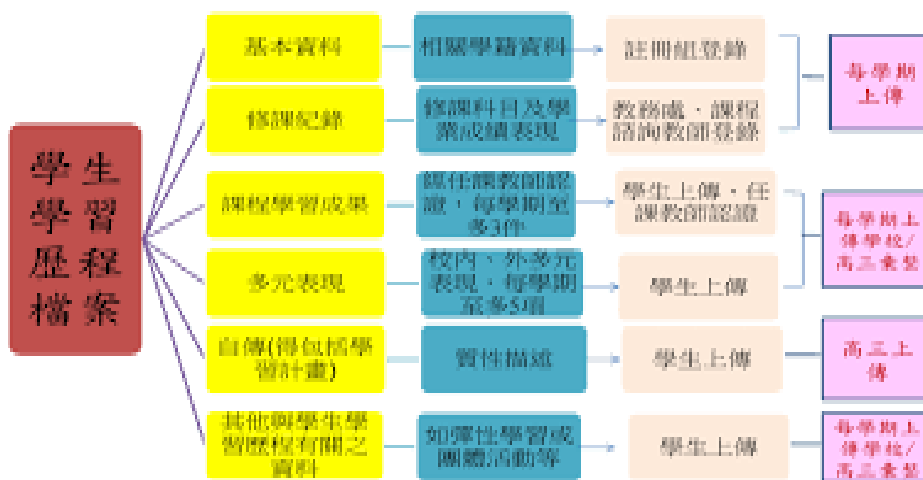 學生
學習
歷程
檔案
基本資料
相關學籍資料
註冊組登錄
每學期
上傳
修課紀錄
修課科目及學
業成績表現
教務處、課程
諮詢教師登錄
課程學習成果
經任課教師認
證，每學期至
多3件
學生上傳、任
課教師認證
每學期上
傳學校/
高三彙整
多元表現
校內、外多元
表現，每學期
至多5項
學生上傳
自傳(得包括學
習計畫)
質性描述
學生上傳
高三上
傳
其他與學生學
習歷程有關之
資料
如彈性學習或
團體活動等
學生上傳
每學期上
傳學校/
高三彙整